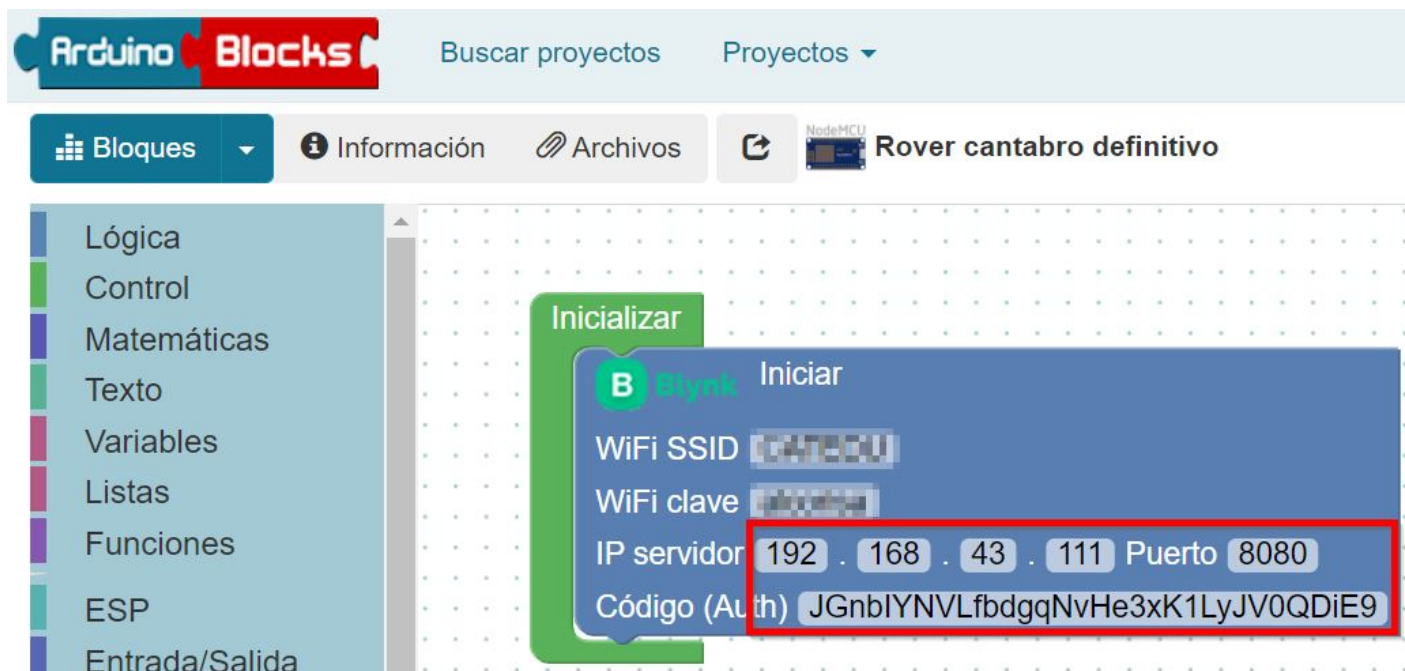 Arduino Blocks Buscar proyectos Proyectos
Bloques Información Archivos NodeMCU Rover cantabro definitivo
Lógica
Control
Matemáticas
Texto
Variables
Listas
Funciones
ESP
Entrada/Salida
Inicializar
B Blynk Iniciar
WiFi SSID
WiFi clave
IP servidor 192 . 168 . 43 . 111 Puerto 8080
Código (Auth) JGnbIYNVLfbdgqNvHe3xK1LyJV0QDiE9